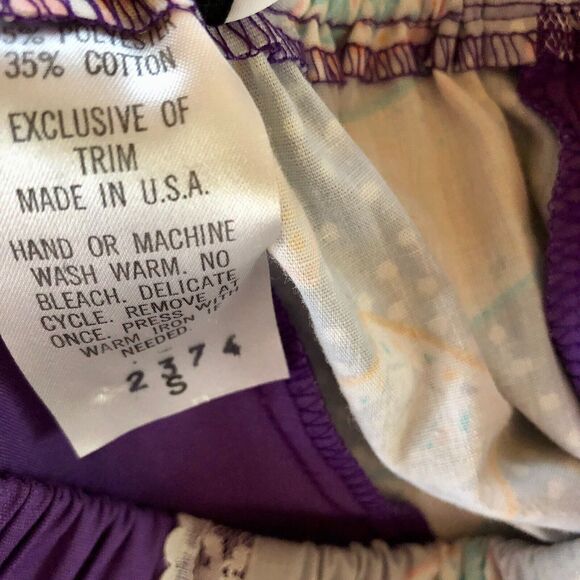 5% POLYESTER
35% COTTON
EXCLUSIVE OF
TRIM
MADE IN U.S.A.
HAND OR MACHINE
WASH WARM. NO
BLEACH. DELICATE
CYCLE. REMOVE AT
ONCE. PRESS WITH
WARM IRON IF
NEEDED.
2374
S